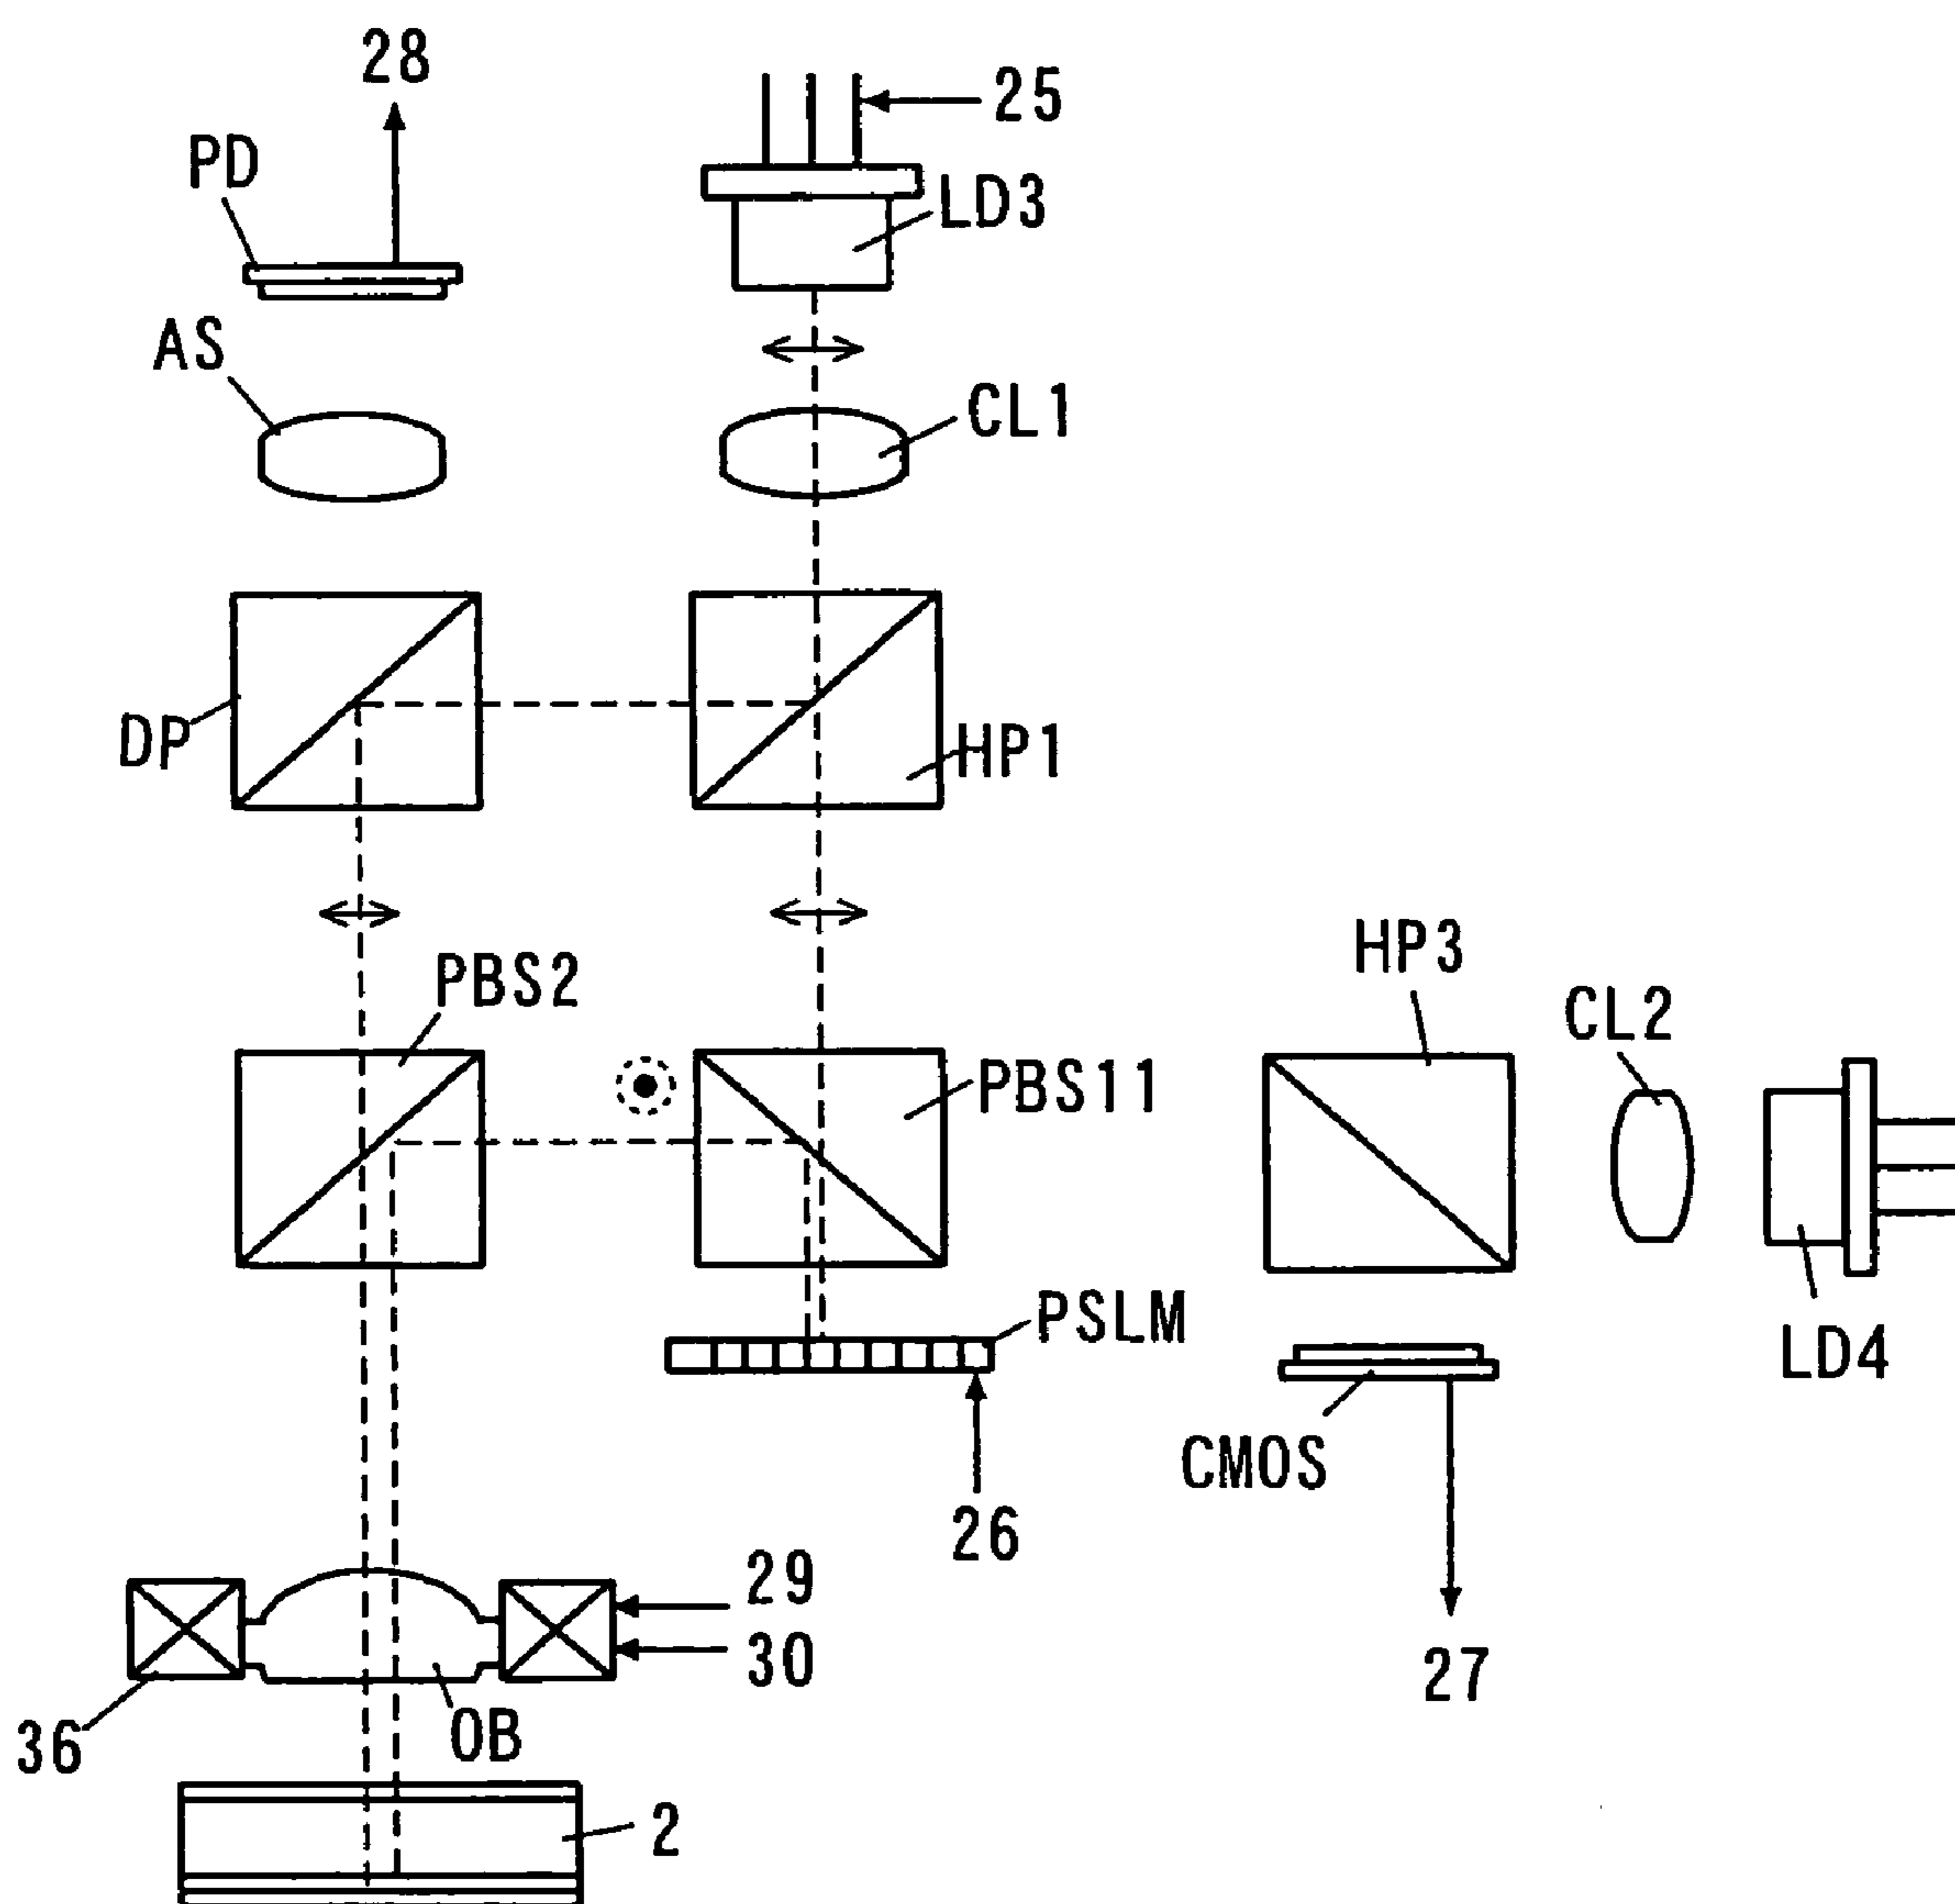 28
25
PD
LD3
AS
CL1
DP
HP1
HP3
PBS2
CL2
PBS11
PSLM
LD4
CMOS
26
29
30
27
36
OB
2